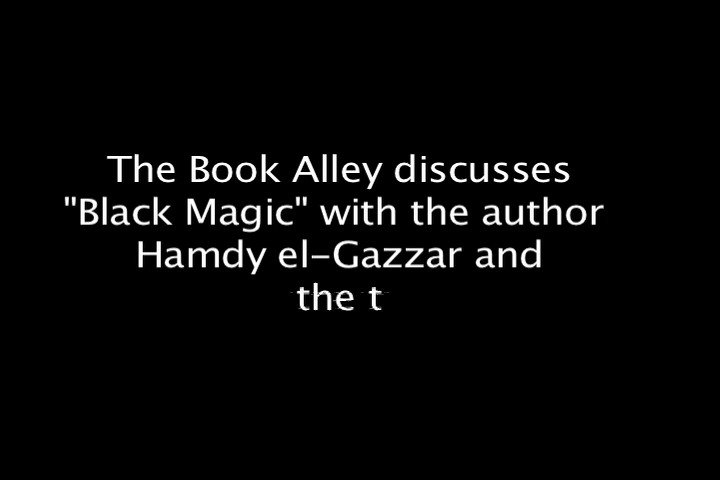 The Book Alley discusses
"Black Magic" with the author
Hamdy el-Gazzar and
the t